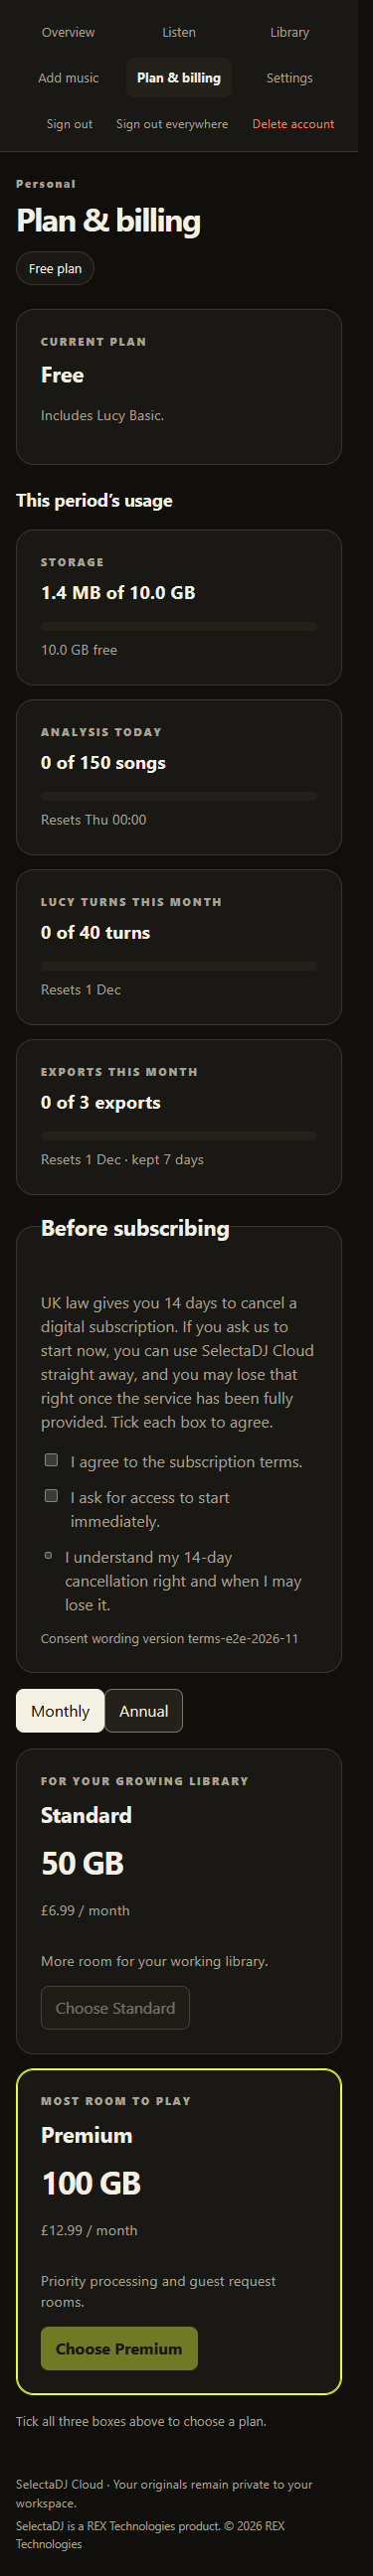 Overview Listen Library
Add music Plan & billing Settings
Sign out Sign out everywhere Delete account
Personal
Plan & billing
Free plan
CURRENT PLAN
Free
Includes Lucy Basic.
This period’s usage
STORAGE
1.4 MB of 10.0 GB
10.0 GB free
ANALYSIS TODAY
0 of 150 songs
Resets Thu 00:00
LUCY TURNS THIS MONTH
0 of 40 turns
Resets 1 Dec
EXPORTS THIS MONTH
0 of 3 exports
Resets 1 Dec · kept 7 days
Before subscribing
UK law gives you 14 days to cancel a
digital subscription. If you ask us to
start now, you can use SelectaDJ Cloud
straight away, and you may lose that
right once the service has been fully
provided. Tick each box to agree.
I agree to the subscription terms.
I ask for access to start
immediately.
I understand my 14-day
cancellation right and when I may
lose it.
Consent wording version terms-e2e-2026-11
Monthly Annual
FOR YOUR GROWING LIBRARY
Standard
50 GB
£6.99 / month
More room for your working library.
Choose Standard
MOST ROOM TO PLAY
Premium
100 GB
£12.99 / month
Priority processing and guest request
rooms.
Choose Premium
Tick all three boxes above to choose a plan.
SelectaDJ Cloud · Your originals remain private to your
workspace.
SelectaDJ is a REX Technologies product. © 2026 REX
Technologies